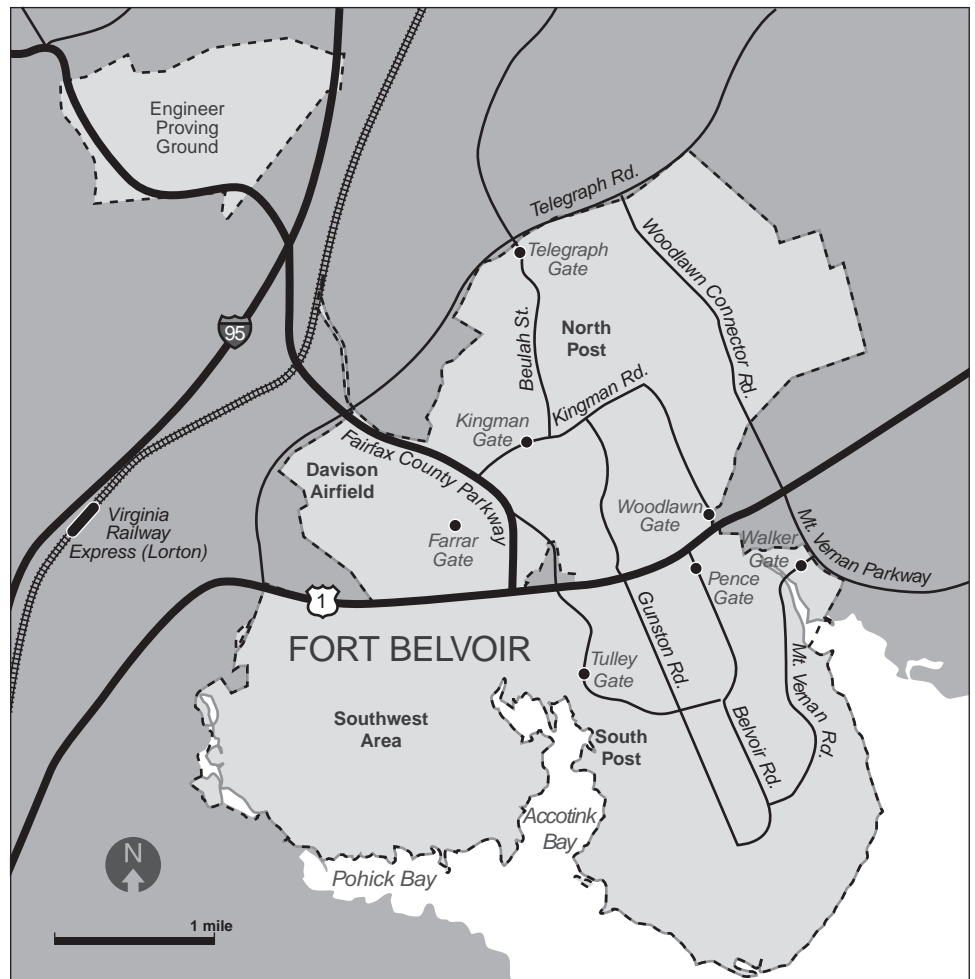 Engineer
Proving
Ground
Telegraph Rd.
Telegraph
Gate
Woodlawn Connector Rd.
95
Beulah St.
North
Post
Kingman Rd.
Kingman
Gate
Fairfax County Parkway
Davison
Airfield
Farrar
Gate
Virginia
Railway
Express (Lorton)
Woodlawn
Gate
Walker
Gate
Mt. Vernan Parkway
Pence
Gate
1
FORT BELVOIR
Gunston Rd.
Tulley
Gate
Mt. Vernan Rd.
Belvoir Rd.
Southwest
Area
South
Post
Accotink
Bay
Pohick Bay
N
1 mile